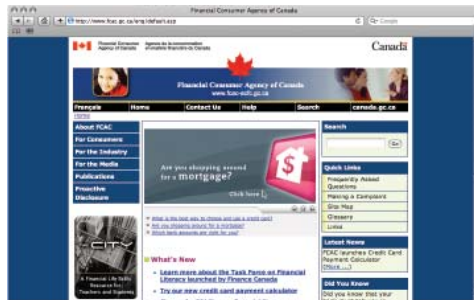 Financial Consumer Agency of Canada
http://www.fcac.gc.ca/eng/default.asp
Google
Financial Consumer Agency of Canada
Agence de la consommation en matière financière du Canada
Canada
Financial Consumer Agency of Canada
Français Home Contact Us Help Search canada.gc.ca
Home
About FCAC
For Consumers
For the Industry
For the Media
Publications
Proactive Disclosure
Are you shopping around
for a mortgage?
Click here
What is the best way to choose and use a credit card?
Are you shopping around for a mortgage?
Which bank accounts are right for you?
THE CITY
A Financial Life Skills
Resource for
Teachers and Students
What's New
Learn more about the Task Force on Financial
Literacy launched by Finance Canada
Try our new credit card payment calculator
Search
Go
Quick Links
Frequently Asked
Questions
Making a Complaint
Site Map
Glossary
Links
Latest News
FCAC launches Credit Card
Payment Calculator
(More ...)
Did You Know
Did you know that your